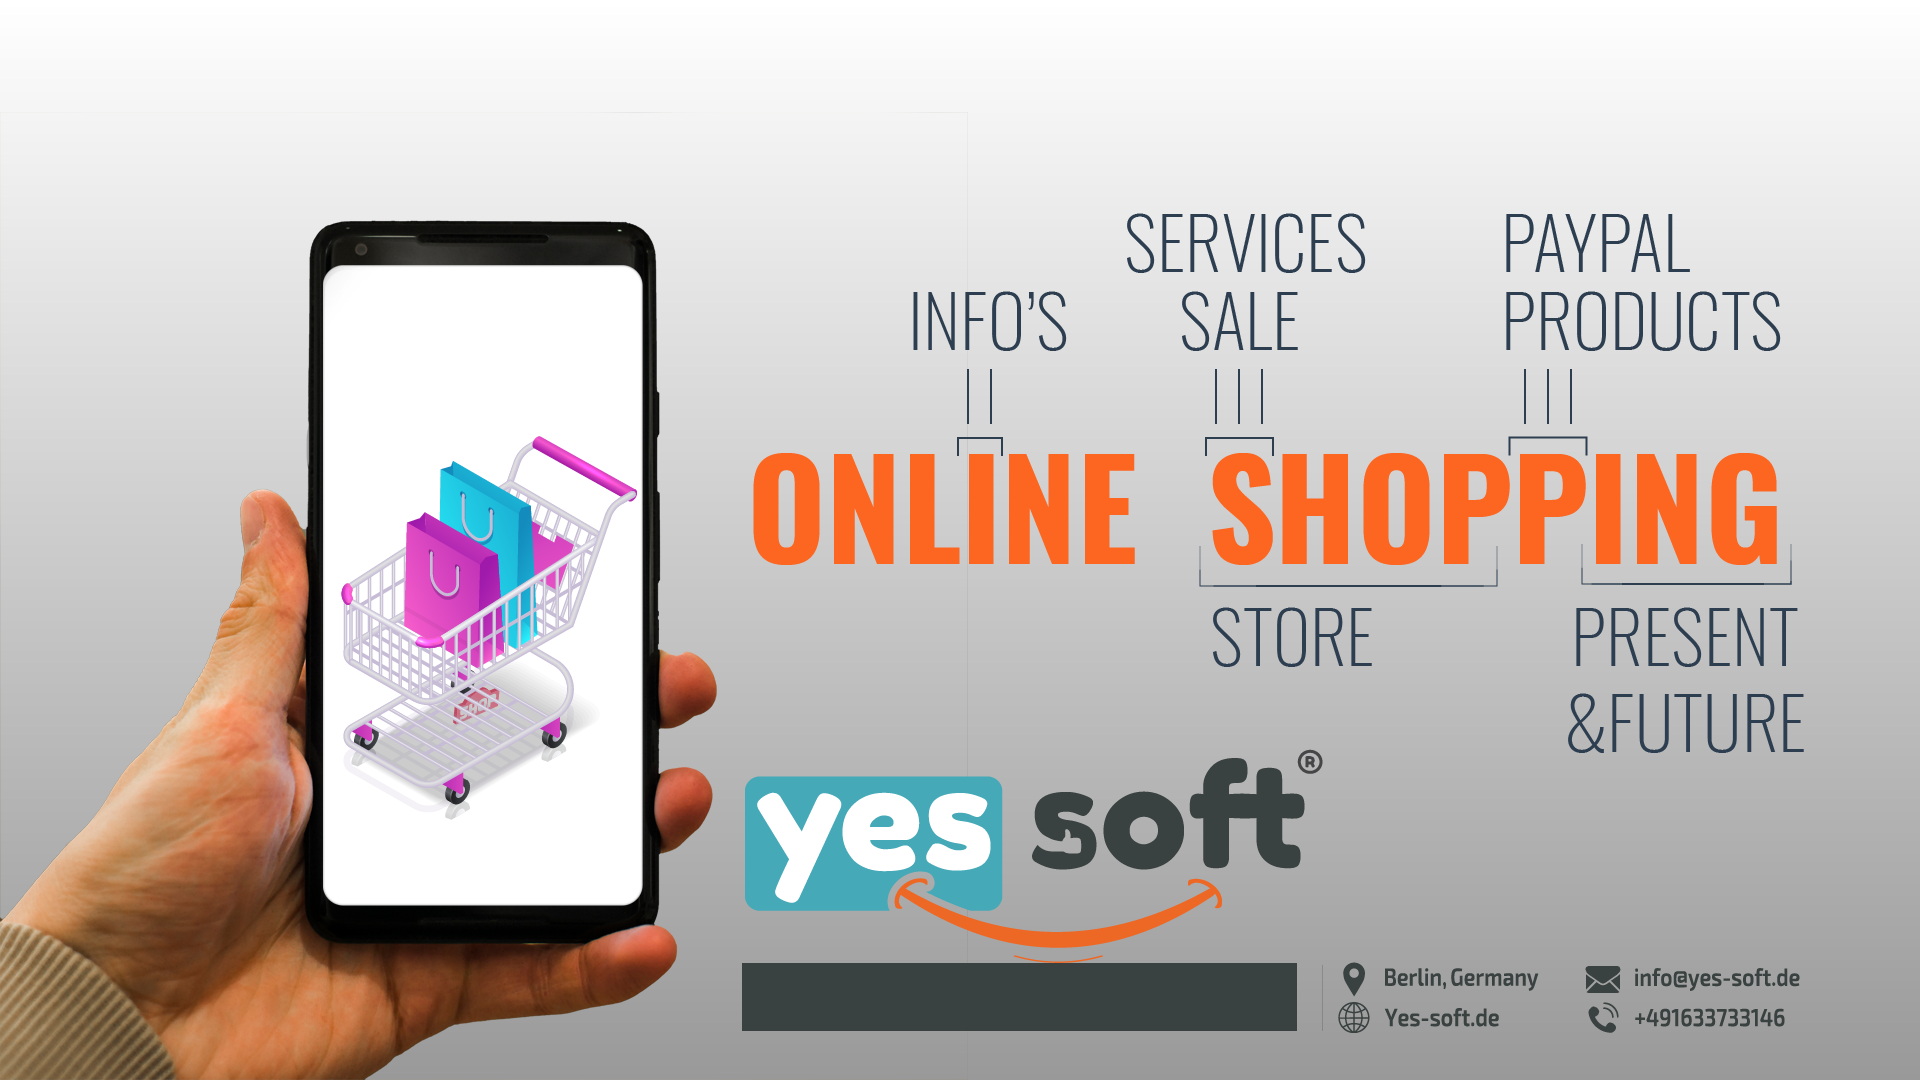 SERVICES
PAYPAL
INFO’S
SALE
PRODUCTS
ONLINE SHOPPING
STORE
PRESENT
&FUTURE
SHOP
yes soft®
Berlin, Germany
info@yes-soft.de
Yes-soft.de
+491633733146